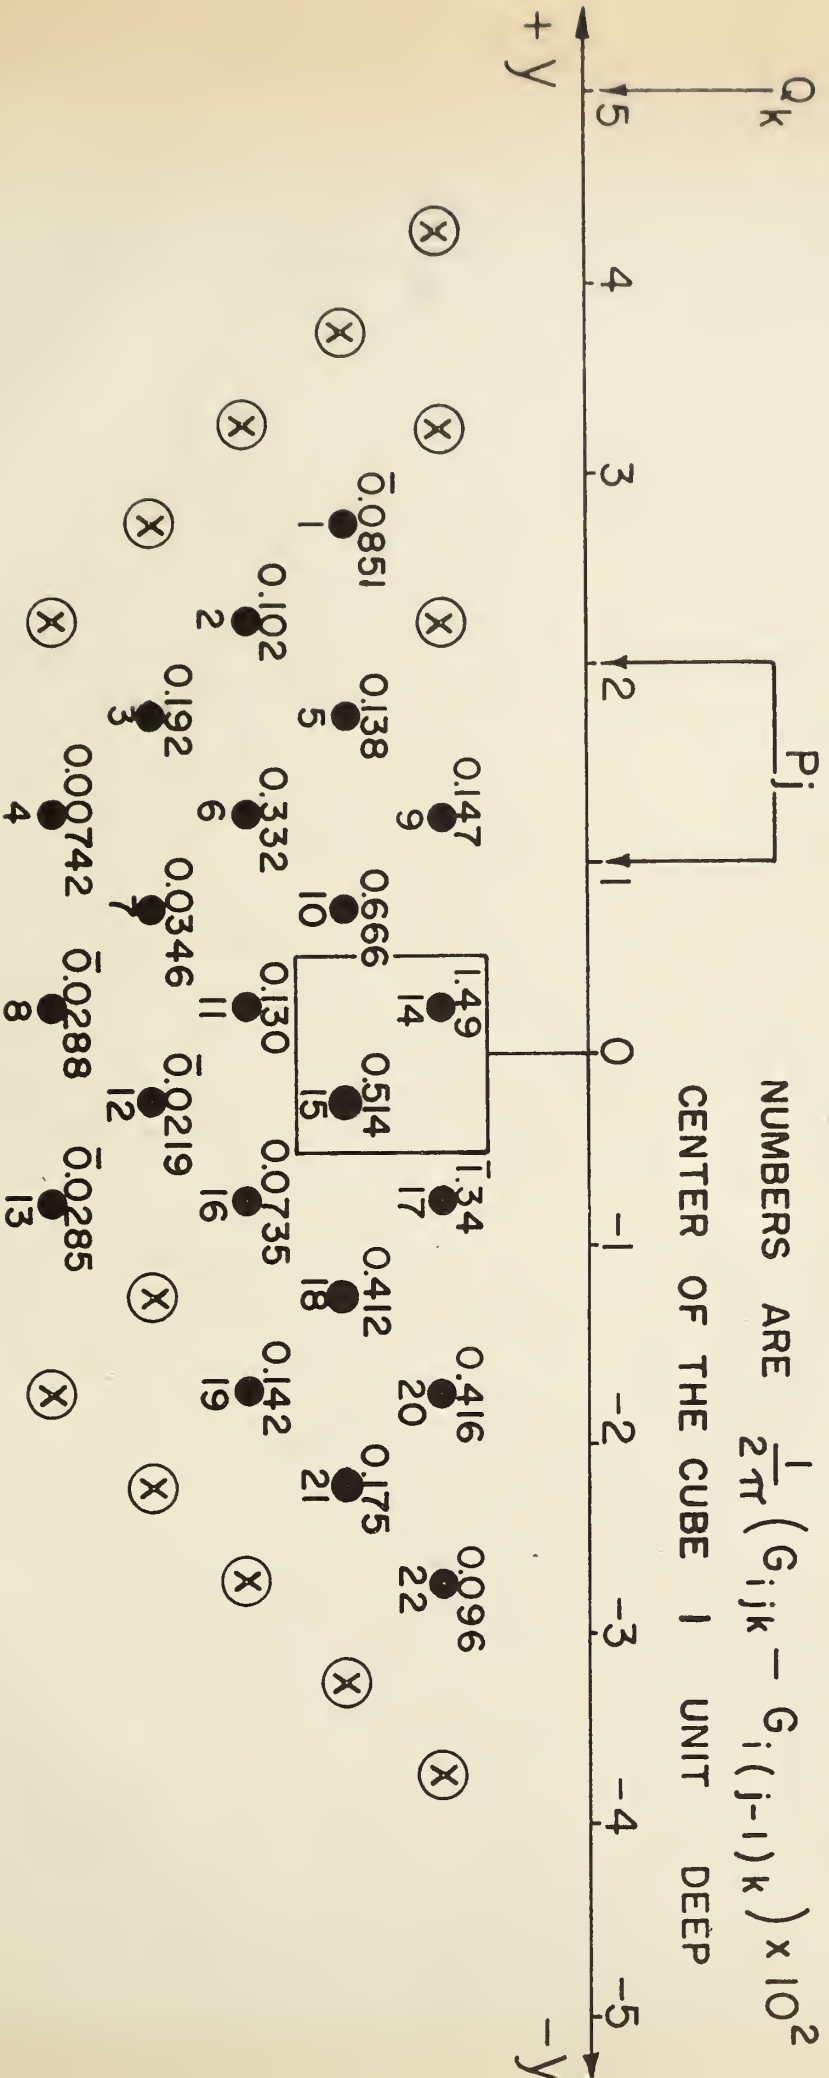 NUMBERS ARE 1/2π (G_ijk − G_i(j-1)k) × 10²
CENTER OF THE CUBE 1 UNIT DEEP
Q_k
P_j
5 4 3 2 1 0 -1 -2 -3 -4 -5
+y
-y
X X 0.147 1.49 1̄.34 0.416 0.096 X
X 9 14 17 20 22
X 0̄.0851 0.138 0.666 0.514 0.412 0.175 X
1 5 10 15 18 21
X 0.102 0.332 0.130 0.0735 0.142 X
2 6 11 16 19
X 0.192 0.0346 0̄.0219 X X
3 7 12
X 0.00742 0̄.0288 0̄.0285 X
4 8 13